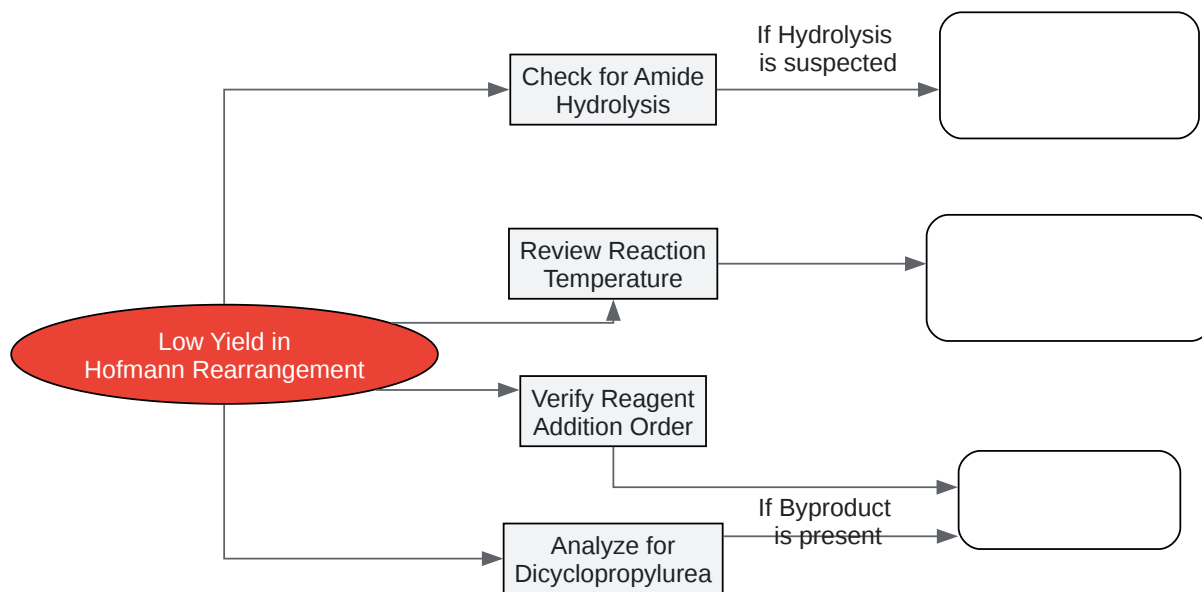 If Hydrolysis
is suspected
Check for Amide
Hydrolysis
Review Reaction
Temperature
Low Yield in
Hofmann Rearrangement
Verify Reagent
Addition Order
If Byproduct
is present
Analyze for
Dicyclopropylurea